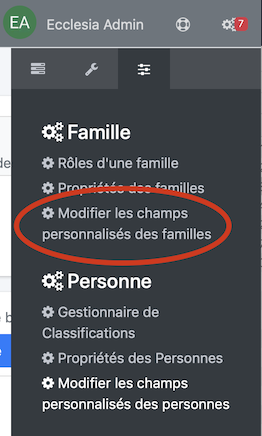 EA Ecclesia Admin 7
Famille
Rôles d'une famille
Propriétés des familles
Modifier les champs
personnalisés des familles
Personne
Gestionnaire de
Classifications
Propriétés des Personnes
Modifier les champs
personnalisés des personnes